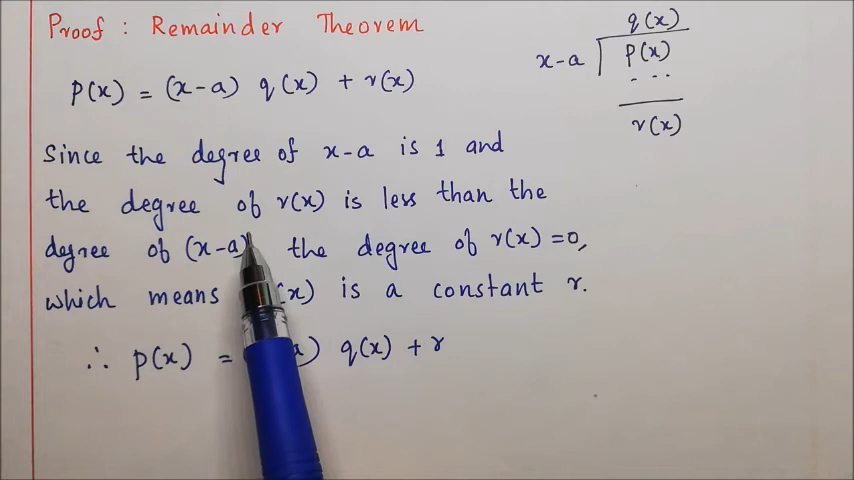 Proof : Remainder Theorem
p(x) = (x-a) q(x) + r(x)
q(x)
x-a p(x)
...
r(x)
Since the degree of x-a is 1 and
the degree of r(x) is less than the
degree of (x-a) the degree of r(x) = 0,
which means (x) is a constant r.
∴ p(x) = a) q(x) + r